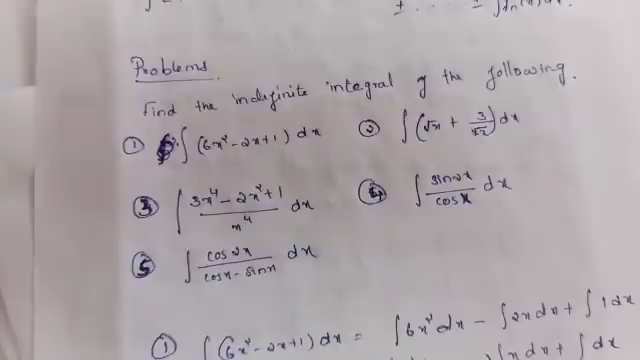 ± .... ± ∫
Problems.
Find the indefinite integral of the following.
① ∫ (6x² - 2x + 1) dx ② ∫ (√x + 3/√x) dx
③ ∫ (3x⁴ - 2x² + 1)/x⁴ dx ④ ∫ sin2x/cosx dx
⑤ ∫ cos2x/(cosx - sinx) dx
① ∫ (6x² - 2x + 1) dx = ∫ 6x² dx - ∫ 2x dx + ∫ 1 dx
∫ x dx + ∫ dx